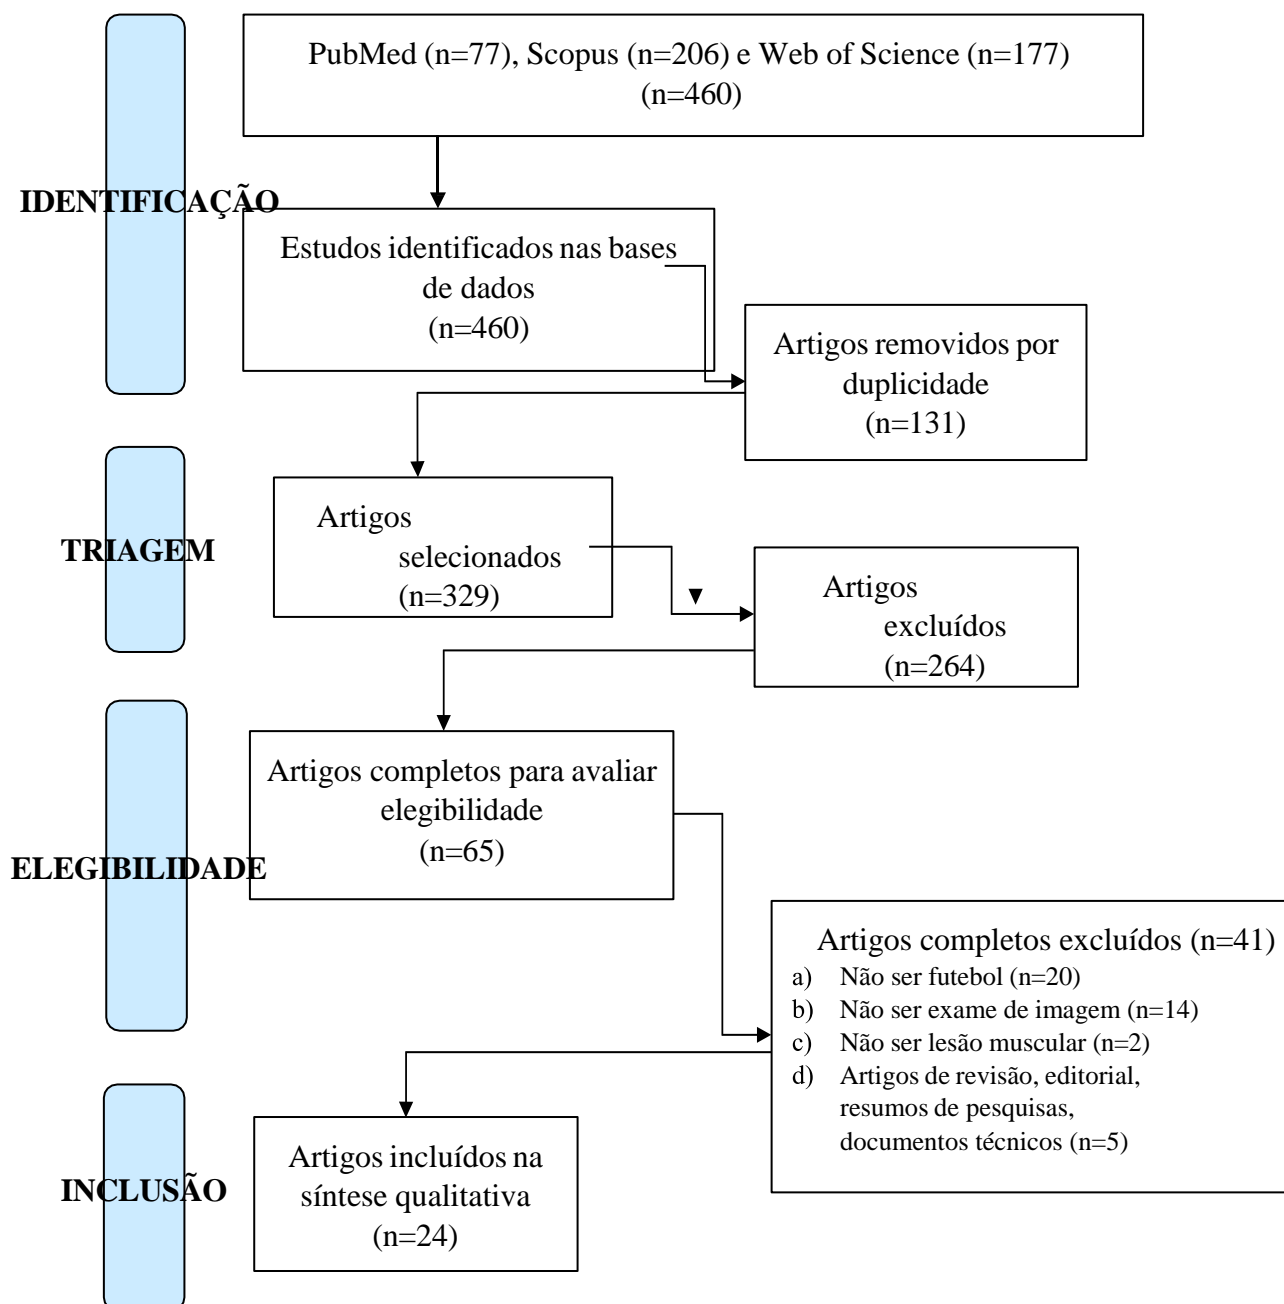 PubMed (n=77), Scopus (n=206) e Web of Science (n=177)
(n=460)
IDENTIFICAÇÃO
Estudos identificados nas bases
de dados
(n=460)
Artigos removidos por
duplicidade
(n=131)
TRIAGEM
Artigos
selecionados
(n=329)
Artigos
excluídos
(n=264)
ELEGIBILIDADE
Artigos completos para avaliar
elegibilidade
(n=65)
Artigos completos excluídos (n=41)
a) Não ser futebol (n=20)
b) Não ser exame de imagem (n=14)
c) Não ser lesão muscular (n=2)
d) Artigos de revisão, editorial,
resumos de pesquisas,
documentos técnicos (n=5)
INCLUSÃO
Artigos incluídos na
síntese qualitativa
(n=24)